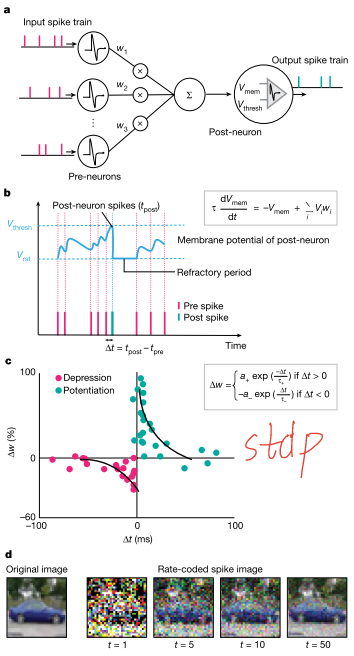 a
Input spike train
Output spike train
w1
w2
w3
Σ
Vmem
Vthresh
Post-neuron
Pre-neurons
b
Post-neuron spikes (tpost)
τ dVmem/dt = −Vmem + \ i Viwi
Vthresh
Membrane potential of post-neuron
Vrst
Refractory period
Pre spike
Post spike
Δt = tpost − tpre
Time
c
100
Depression
Potentiation
Δw = { a+ exp (−Δt/τ+) if Δt > 0
−a− exp (Δt/τ−) if Δt < 0
stdp
Δw (%)
0
−60
−100
0
100
Δt (ms)
d
Original image
Rate-coded spike image
t = 1
t = 5
t = 10
t = 50